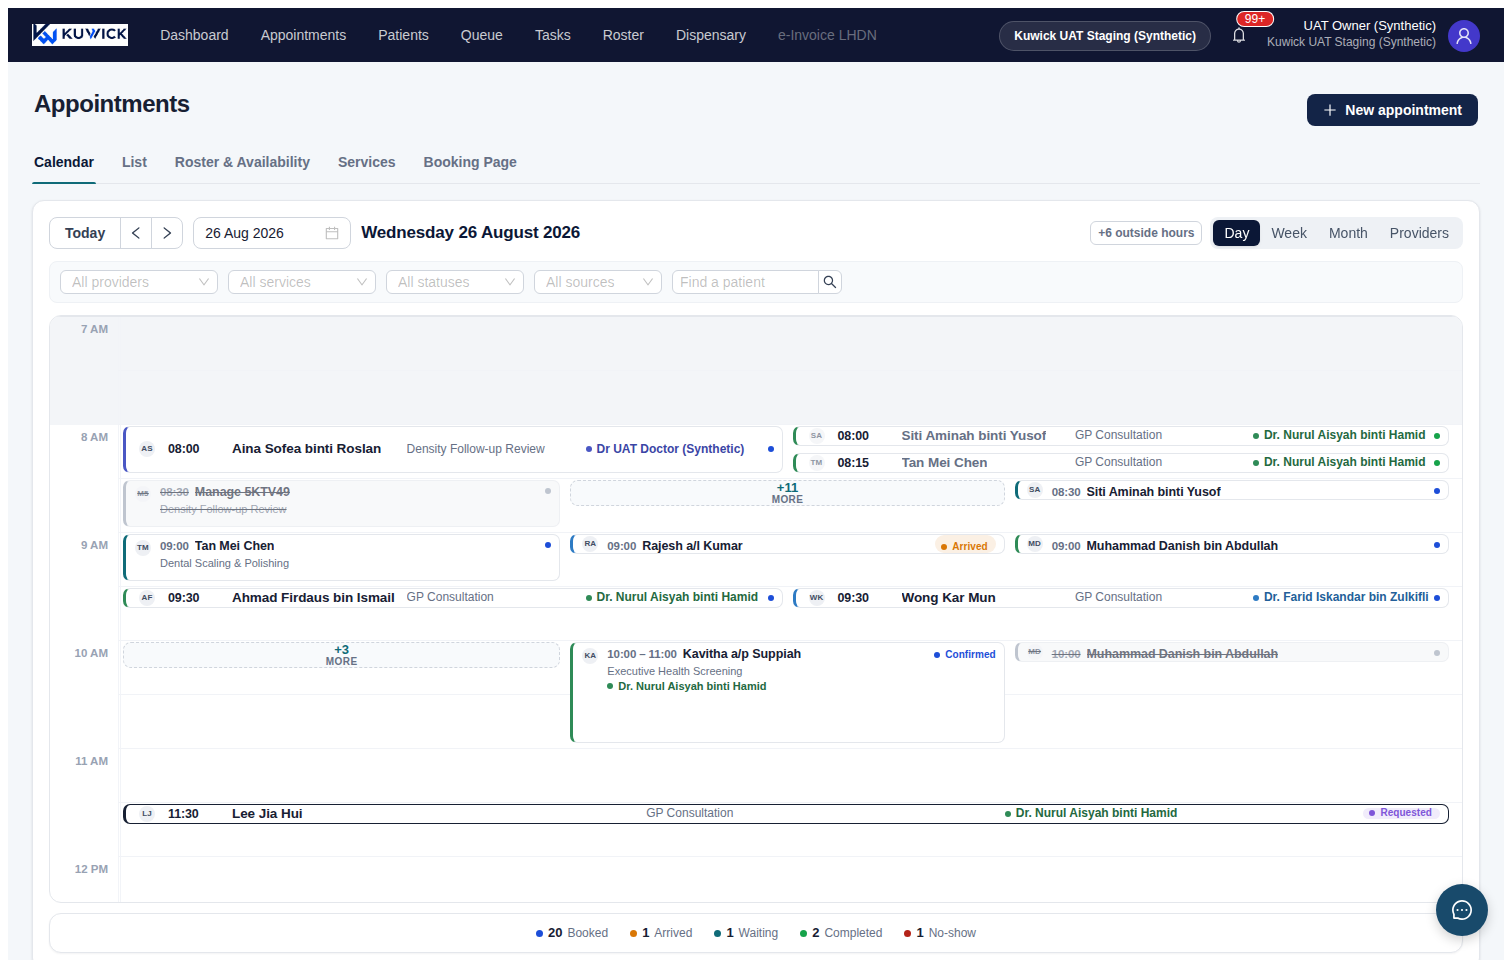 KUWICK
Dashboard Appointments Patients Queue Tasks Roster Dispensary e-Invoice LHDN
Kuwick UAT Staging (Synthetic)
99+
UAT Owner (Synthetic)
Kuwick UAT Staging (Synthetic)
Appointments
New appointment
Calendar List Roster & Availability Services Booking Page
Today 26 Aug 2026 Wednesday 26 August 2026 +6 outside hours Day Week Month Providers
All providers All services All statuses All sources Find a patient
7 AM
8 AM
AS 08:00 Aina Sofea binti Roslan Density Follow-up Review Dr UAT Doctor (Synthetic)
SA 08:00 Siti Aminah binti Yusof GP Consultation Dr. Nurul Aisyah binti Hamid
TM 08:15 Tan Mei Chen GP Consultation Dr. Nurul Aisyah binti Hamid
M5 08:30 Manage 5KTV49
Density Follow-up Review
+11
MORE
SA 08:30 Siti Aminah binti Yusof
9 AM
TM 09:00 Tan Mei Chen
Dental Scaling & Polishing
RA 09:00 Rajesh a/l Kumar Arrived
MD 09:00 Muhammad Danish bin Abdullah
AF 09:30 Ahmad Firdaus bin Ismail GP Consultation Dr. Nurul Aisyah binti Hamid
WK 09:30 Wong Kar Mun GP Consultation Dr. Farid Iskandar bin Zulkifli
10 AM
+3
MORE
KA 10:00 – 11:00 Kavitha a/p Suppiah Confirmed
Executive Health Screening
Dr. Nurul Aisyah binti Hamid
MD 10:00 Muhammad Danish bin Abdullah
11 AM
LJ 11:30 Lee Jia Hui GP Consultation Dr. Nurul Aisyah binti Hamid Requested
12 PM
20 Booked 1 Arrived 1 Waiting 2 Completed 1 No-show